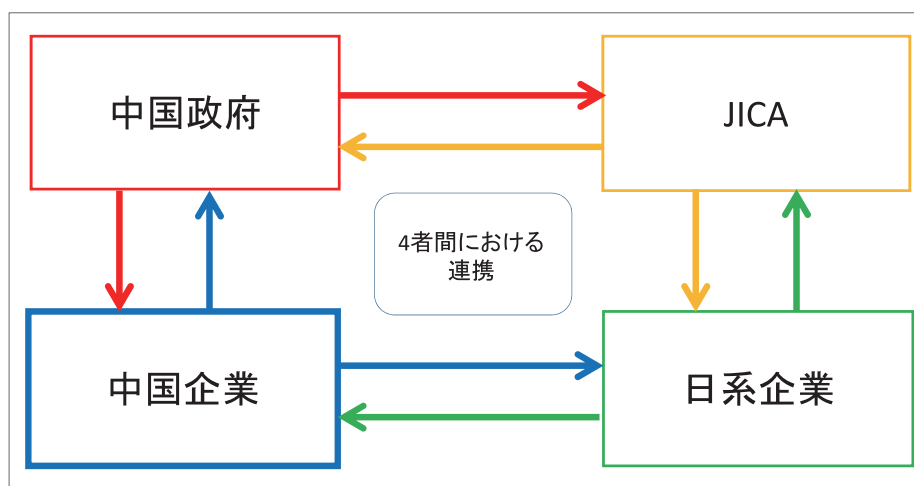 中国政府
JICA
4者間における
連携
中国企業
日系企業